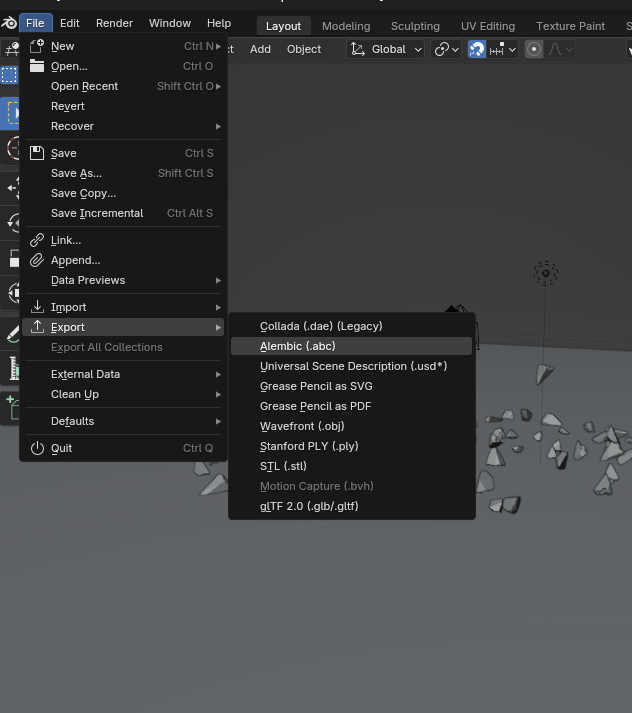 File Edit Render Window Help Layout Modeling Sculpting UV Editing Texture Paint
Add Object Global
New Ctrl N
Open... Ctrl O
Open Recent Shift Ctrl O
Revert
Recover
Save Ctrl S
Save As... Shift Ctrl S
Save Copy...
Save Incremental Ctrl Alt S
Link...
Append...
Data Previews
Import
Export
Export All Collections
External Data
Clean Up
Defaults
Quit Ctrl Q
Collada (.dae) (Legacy)
Alembic (.abc)
Universal Scene Description (.usd*)
Grease Pencil as SVG
Grease Pencil as PDF
Wavefront (.obj)
Stanford PLY (.ply)
STL (.stl)
Motion Capture (.bvh)
glTF 2.0 (.glb/.gltf)